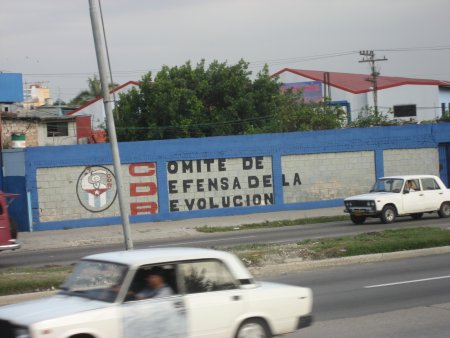 COMITE DE
DEFENSA DE LA
REVOLUCION